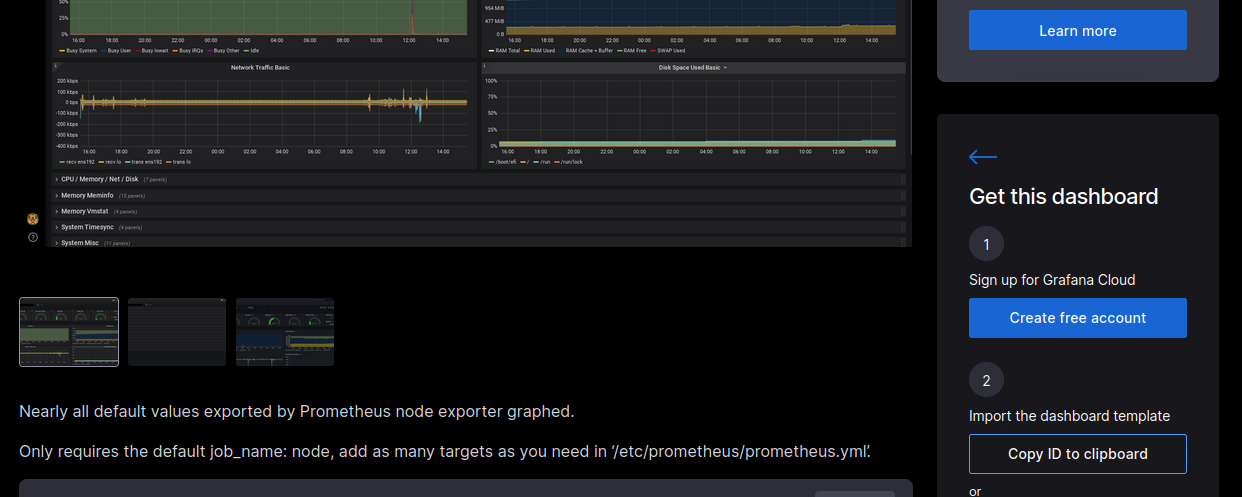 50%
25%
0%
16:00 18:00 20:00 22:00 00:00 02:00 04:00 06:00 08:00 10:00 12:00 14:00
Busy System Busy User Busy Iowait Busy IRQs Busy Other Idle
954 MiB
477 MiB
0 B
16:00 18:00 20:00 22:00 00:00 02:00 04:00 06:00 08:00 10:00 12:00 14:00
RAM Total RAM Used RAM Cache + Buffer RAM Free SWAP Used
Network Traffic Basic
200 kbps
100 kbps
0 bps
-100 kbps
-200 kbps
-300 kbps
-400 kbps
16:00 18:00 20:00 22:00 00:00 02:00 04:00 06:00 08:00 10:00 12:00 14:00
recv ens192 recv lo trans ens192 trans lo
Disk Space Used Basic
100%
75%
50%
25%
0%
16:00 18:00 20:00 22:00 00:00 02:00 04:00 06:00 08:00 10:00 12:00 14:00
/boot/efi / /run /run/lock
CPU / Memory / Net / Disk (7 panels)
Memory Meminfo (15 panels)
Memory Vmstat (4 panels)
System Timesync (4 panels)
System Misc (11 panels)
Nearly all default values exported by Prometheus node exporter graphed.
Only requires the default job_name: node, add as many targets as you need in ‘/etc/prometheus/prometheus.yml’.
Learn more
Get this dashboard
1
Sign up for Grafana Cloud
Create free account
2
Import the dashboard template
Copy ID to clipboard
or